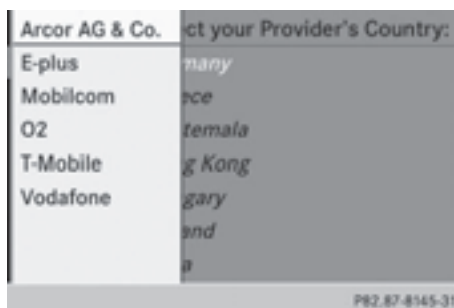 Arcor AG & Co. ect your Provider's Country:
E-plus many
Mobilcom ece
O2 temala
T-Mobile g Kong
Vodafone gary
and
a
P82.87-8145-31